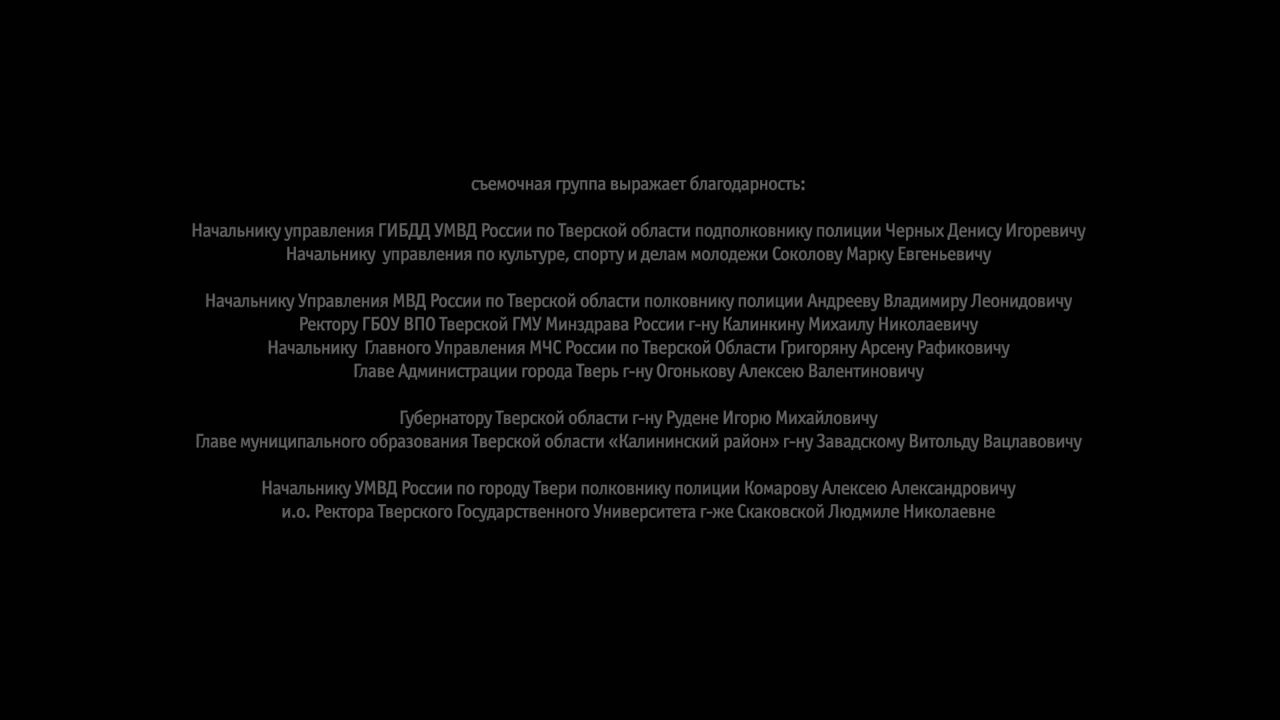 съемочная группа выражает благодарность:
Начальнику управления ГИБДД УМВД России по Тверской области подполковнику полиции Черных Денису Игоревичу
Начальнику управления по культуре, спорту и делам молодежи Соколову Марку Евгеньевичу
Начальнику Управления МВД России по Тверской области полковнику полиции Андрееву Владимиру Леонидовичу
Ректору ГБОУ ВПО Тверской ГМУ Минздрава России г-ну Калинкину Михаилу Николаевичу
Начальнику Главного Управления МЧС России по Тверской Области Григоряну Арсену Рафиковичу
Главе Администрации города Тверь г-ну Огонькову Алексею Валентиновичу
Губернатору Тверской области г-ну Рудене Игорю Михайловичу
Главе муниципального образования Тверской области «Калининский район» г-ну Завадскому Витольду Вацлавовичу
Начальнику УМВД России по городу Твери полковнику полиции Комарову Алексею Александровичу
и.о. Ректора Тверского Государственного Университета г-же Скаковской Людмиле Николаевне